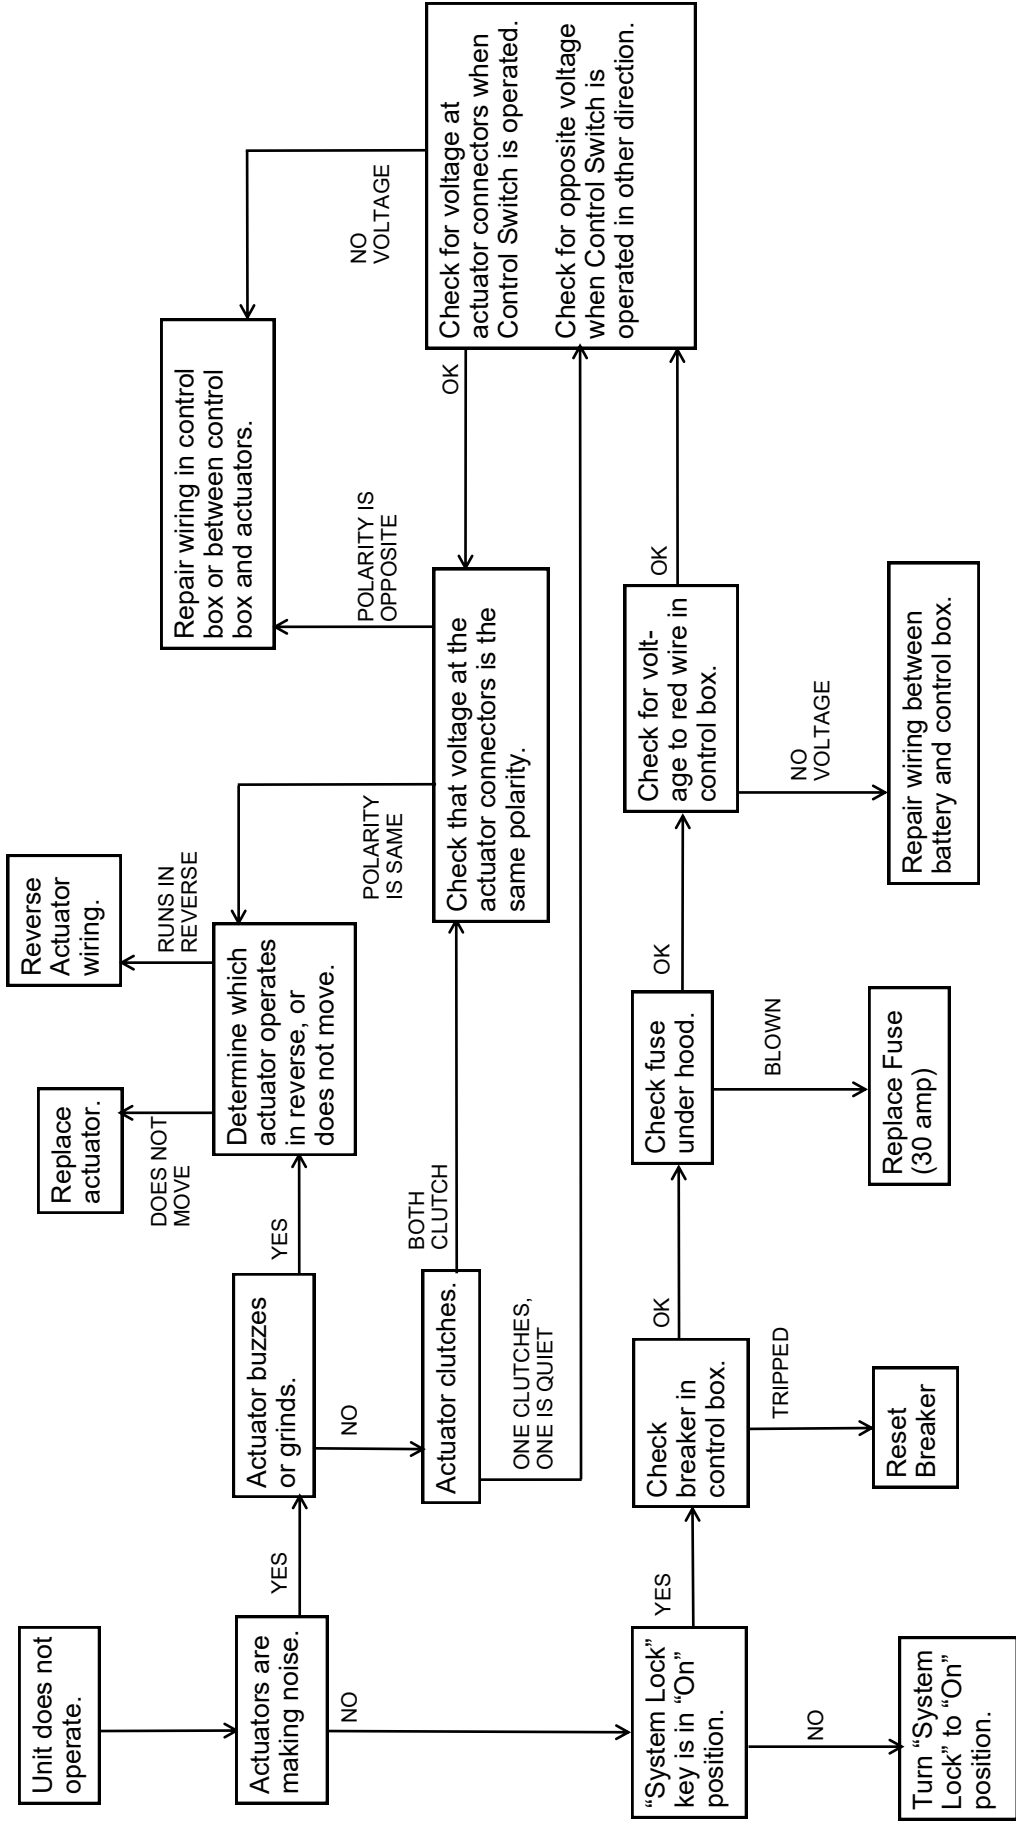 Unit does not
operate.
Actuators are
making noise.
YES
NO
Actuator buzzes
or grinds.
YES
NO
Determine which
actuator operates
in reverse, or
does not move.
DOES NOT
MOVE
Replace
actuator.
RUNS IN
REVERSE
Reverse
Actuator
wiring.
Actuator clutches.
BOTH
CLUTCH
ONE CLUTCHES,
ONE IS QUIET
Check that voltage at the
actuator connectors is the
same polarity.
POLARITY
IS SAME
POLARITY IS
OPPOSITE
Repair wiring in control
box or between control
box and actuators.
NO
VOLTAGE
OK
Check for voltage at
actuator connectors when
Control Switch is operated.
Check for opposite voltage
when Control Switch is
operated in other direction.
“System Lock”
key is in “On”
position.
YES
NO
Turn “System
Lock” to “On”
position.
Check
breaker in
control box.
OK
TRIPPED
Reset
Breaker
Check fuse
under hood.
OK
BLOWN
Replace Fuse
(30 amp)
Check for volt-
age to red wire in
control box.
OK
NO
VOLTAGE
Repair wiring between
battery and control box.